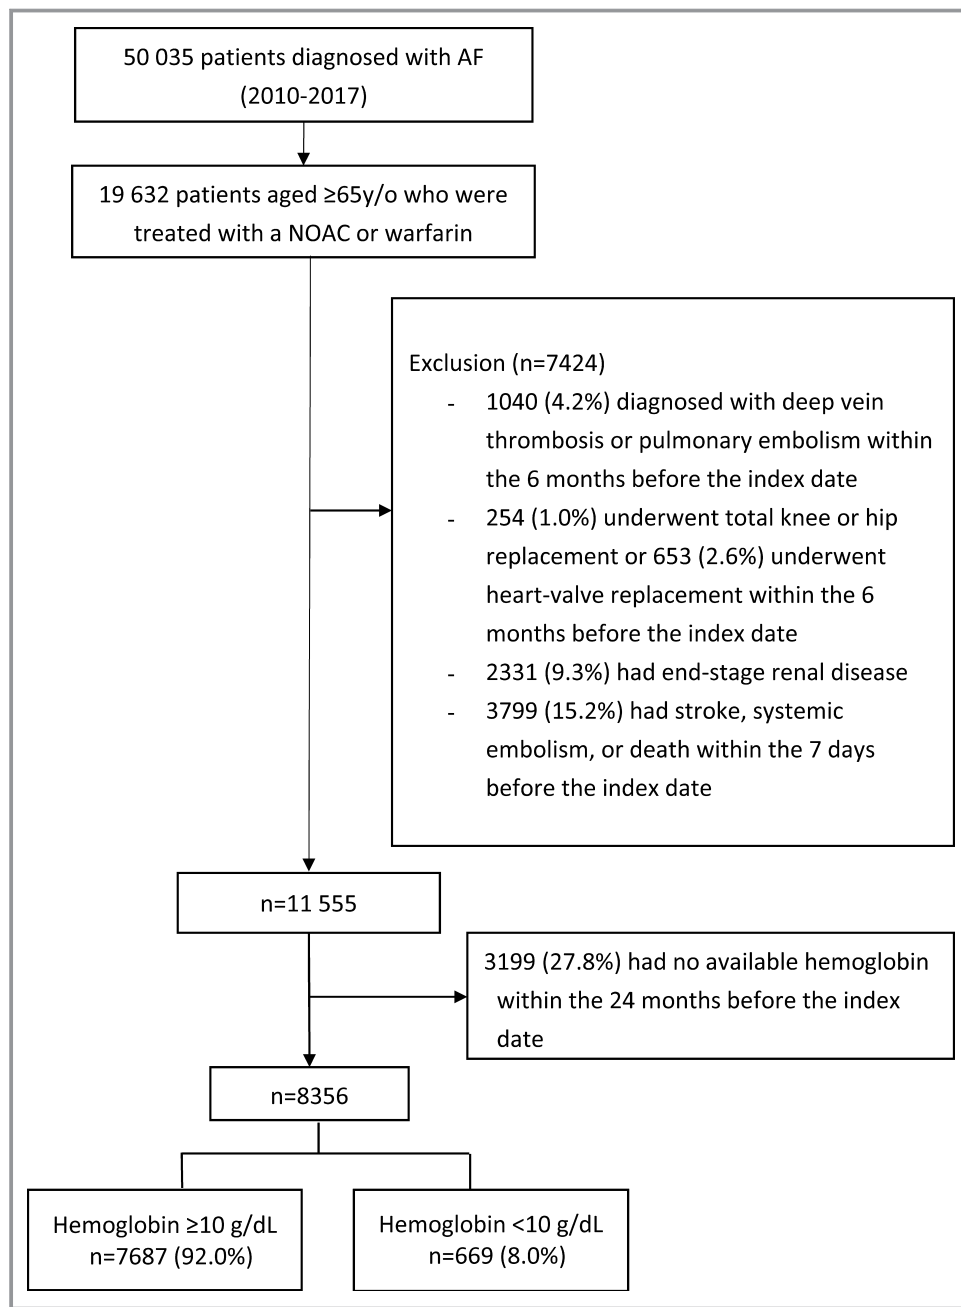 50 035 patients diagnosed with AF
(2010-2017)
19 632 patients aged ≥65y/o who were
treated with a NOAC or warfarin
Exclusion (n=7424)
- 1040 (4.2%) diagnosed with deep vein
thrombosis or pulmonary embolism within
the 6 months before the index date
- 254 (1.0%) underwent total knee or hip
replacement or 653 (2.6%) underwent
heart-valve replacement within the 6
months before the index date
- 2331 (9.3%) had end-stage renal disease
- 3799 (15.2%) had stroke, systemic
embolism, or death within the 7 days
before the index date
n=11 555
3199 (27.8%) had no available hemoglobin
within the 24 months before the index
date
n=8356
Hemoglobin ≥10 g/dL
n=7687 (92.0%)
Hemoglobin <10 g/dL
n=669 (8.0%)